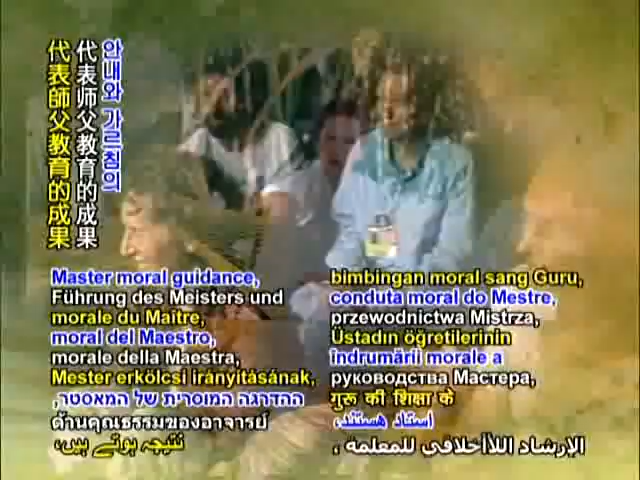 안내와 가르침의
代表师父教育的成果
代表師父教育的成果
Master moral guidance,
Führung des Meisters und
morale du Maître,
moral del Maestro,
morale della Maestra,
Mester erkölcsi irányításának,
ההדרגה המוסרית של המאסטר,
ด้านคุณธรรมของอาจารย์
نتیجہ ہوتے ہیں،
bimbingan moral sang Guru,
conduta moral do Mestre,
przewodnictwa Mistrza,
Üstadın öğretilerinin
îndrumării morale a
руководства Мастера,
गुरू की शिक्षा के
استاد هستند،
الإرشاد اللاأخلاقي للمعلمه ،